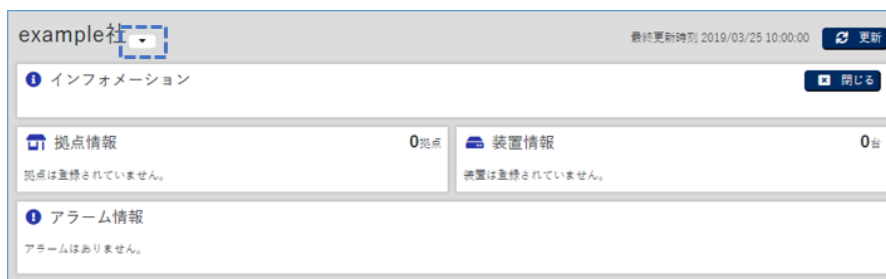 example社
最終更新時刻 2019/03/25 10:00:00 更新
インフォメーション 閉じる
拠点情報 0拠点
拠点は登録されていません。
装置情報 0台
装置は登録されていません。
アラーム情報
アラームはありません。